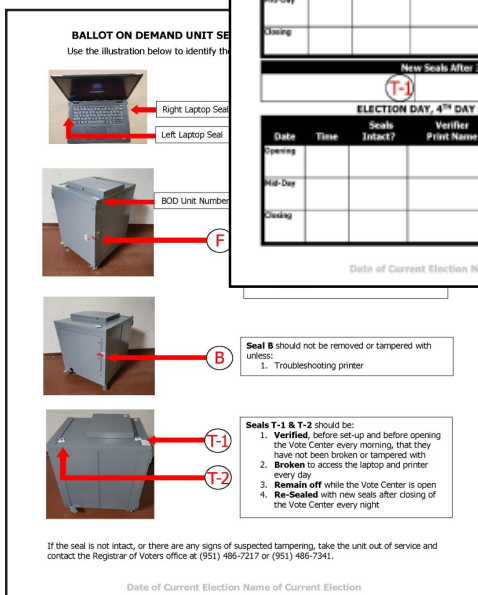 BALLOT ON DEMAND UNIT SE
Use the illustration below to identify the
Right Laptop Seal
Left Laptop Seal
BOD Unit Number
F
Closing
New Seals After
T-1
ELECTION DAY, 4TH DAY
Date Time Seals Intact? Verifier Print Name
Opening
Mid-Day
Closing
Date of Current Election N
B
Seal B should not be removed or tampered with
unless:
1. Troubleshooting printer
T-1
T-2
Seals T-1 & T-2 should be:
1. Verified, before set-up and before opening
the Vote Center every morning, that they
have not been broken or tampered with
2. Broken to access the laptop and printer
every day
3. Remain off while the Vote Center is open
4. Re-Sealed with new seals after closing of
the Vote Center every night
If the seal is not intact, or there are any signs of suspected tampering, take the unit out of service and
contact the Registrar of Voters office at (951) 486-7217 or (951) 486-7341.
Date of Current Election Name of Current Election